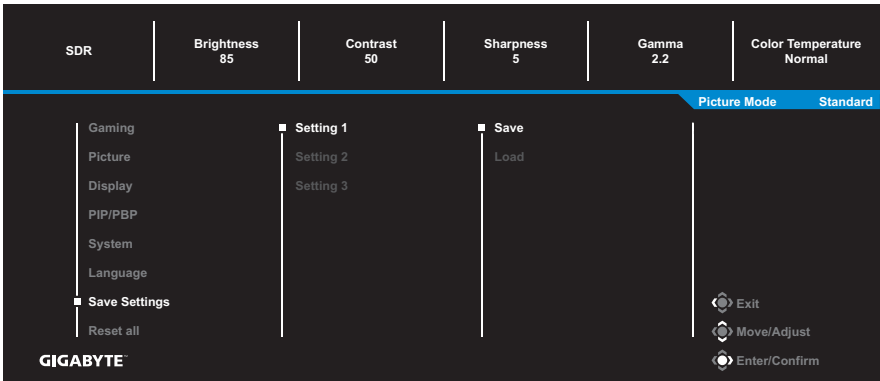 SDR
Brightness
85
Contrast
50
Sharpness
5
Gamma
2.2
Color Temperature
Normal
Picture Mode Standard
Gaming
Picture
Display
PIP/PBP
System
Language
Save Settings
Reset all
Setting 1
Setting 2
Setting 3
Save
Load
Exit
Move/Adjust
Enter/Confirm
GIGABYTE™